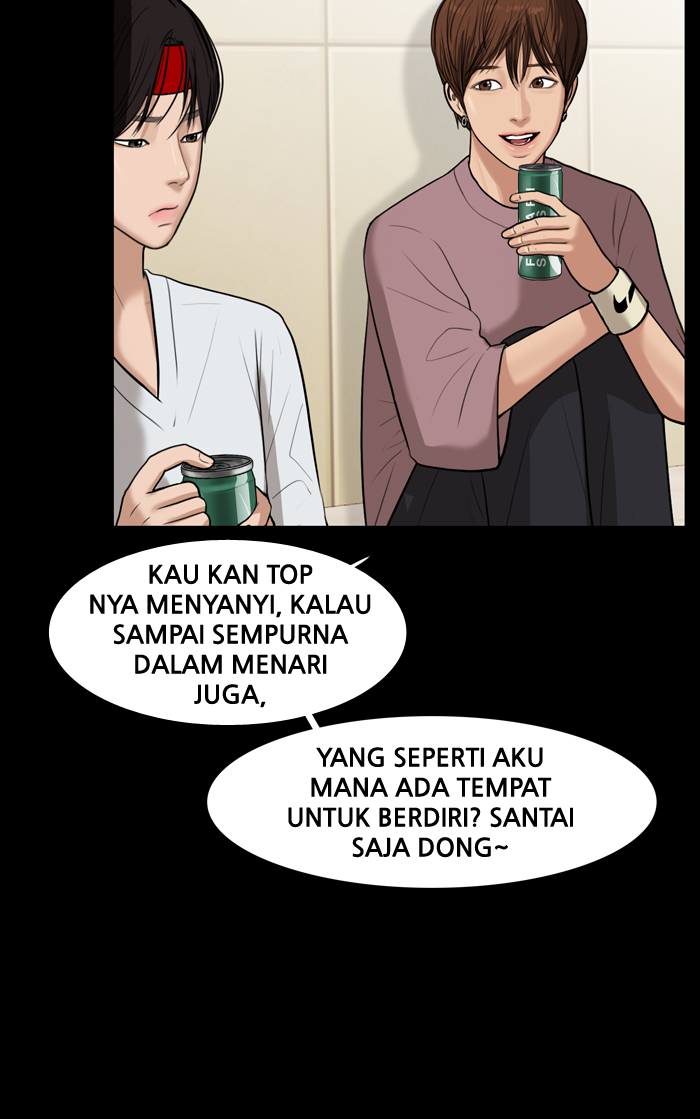 KAU KAN TOP
NYA MENYANYI, KALAU
SAMPAI SEMPURNA
DALAM MENARI
JUGA,
YANG SEPERTI AKU
MANA ADA TEMPAT
UNTUK BERDIRI? SANTAI
SAJA DONG~